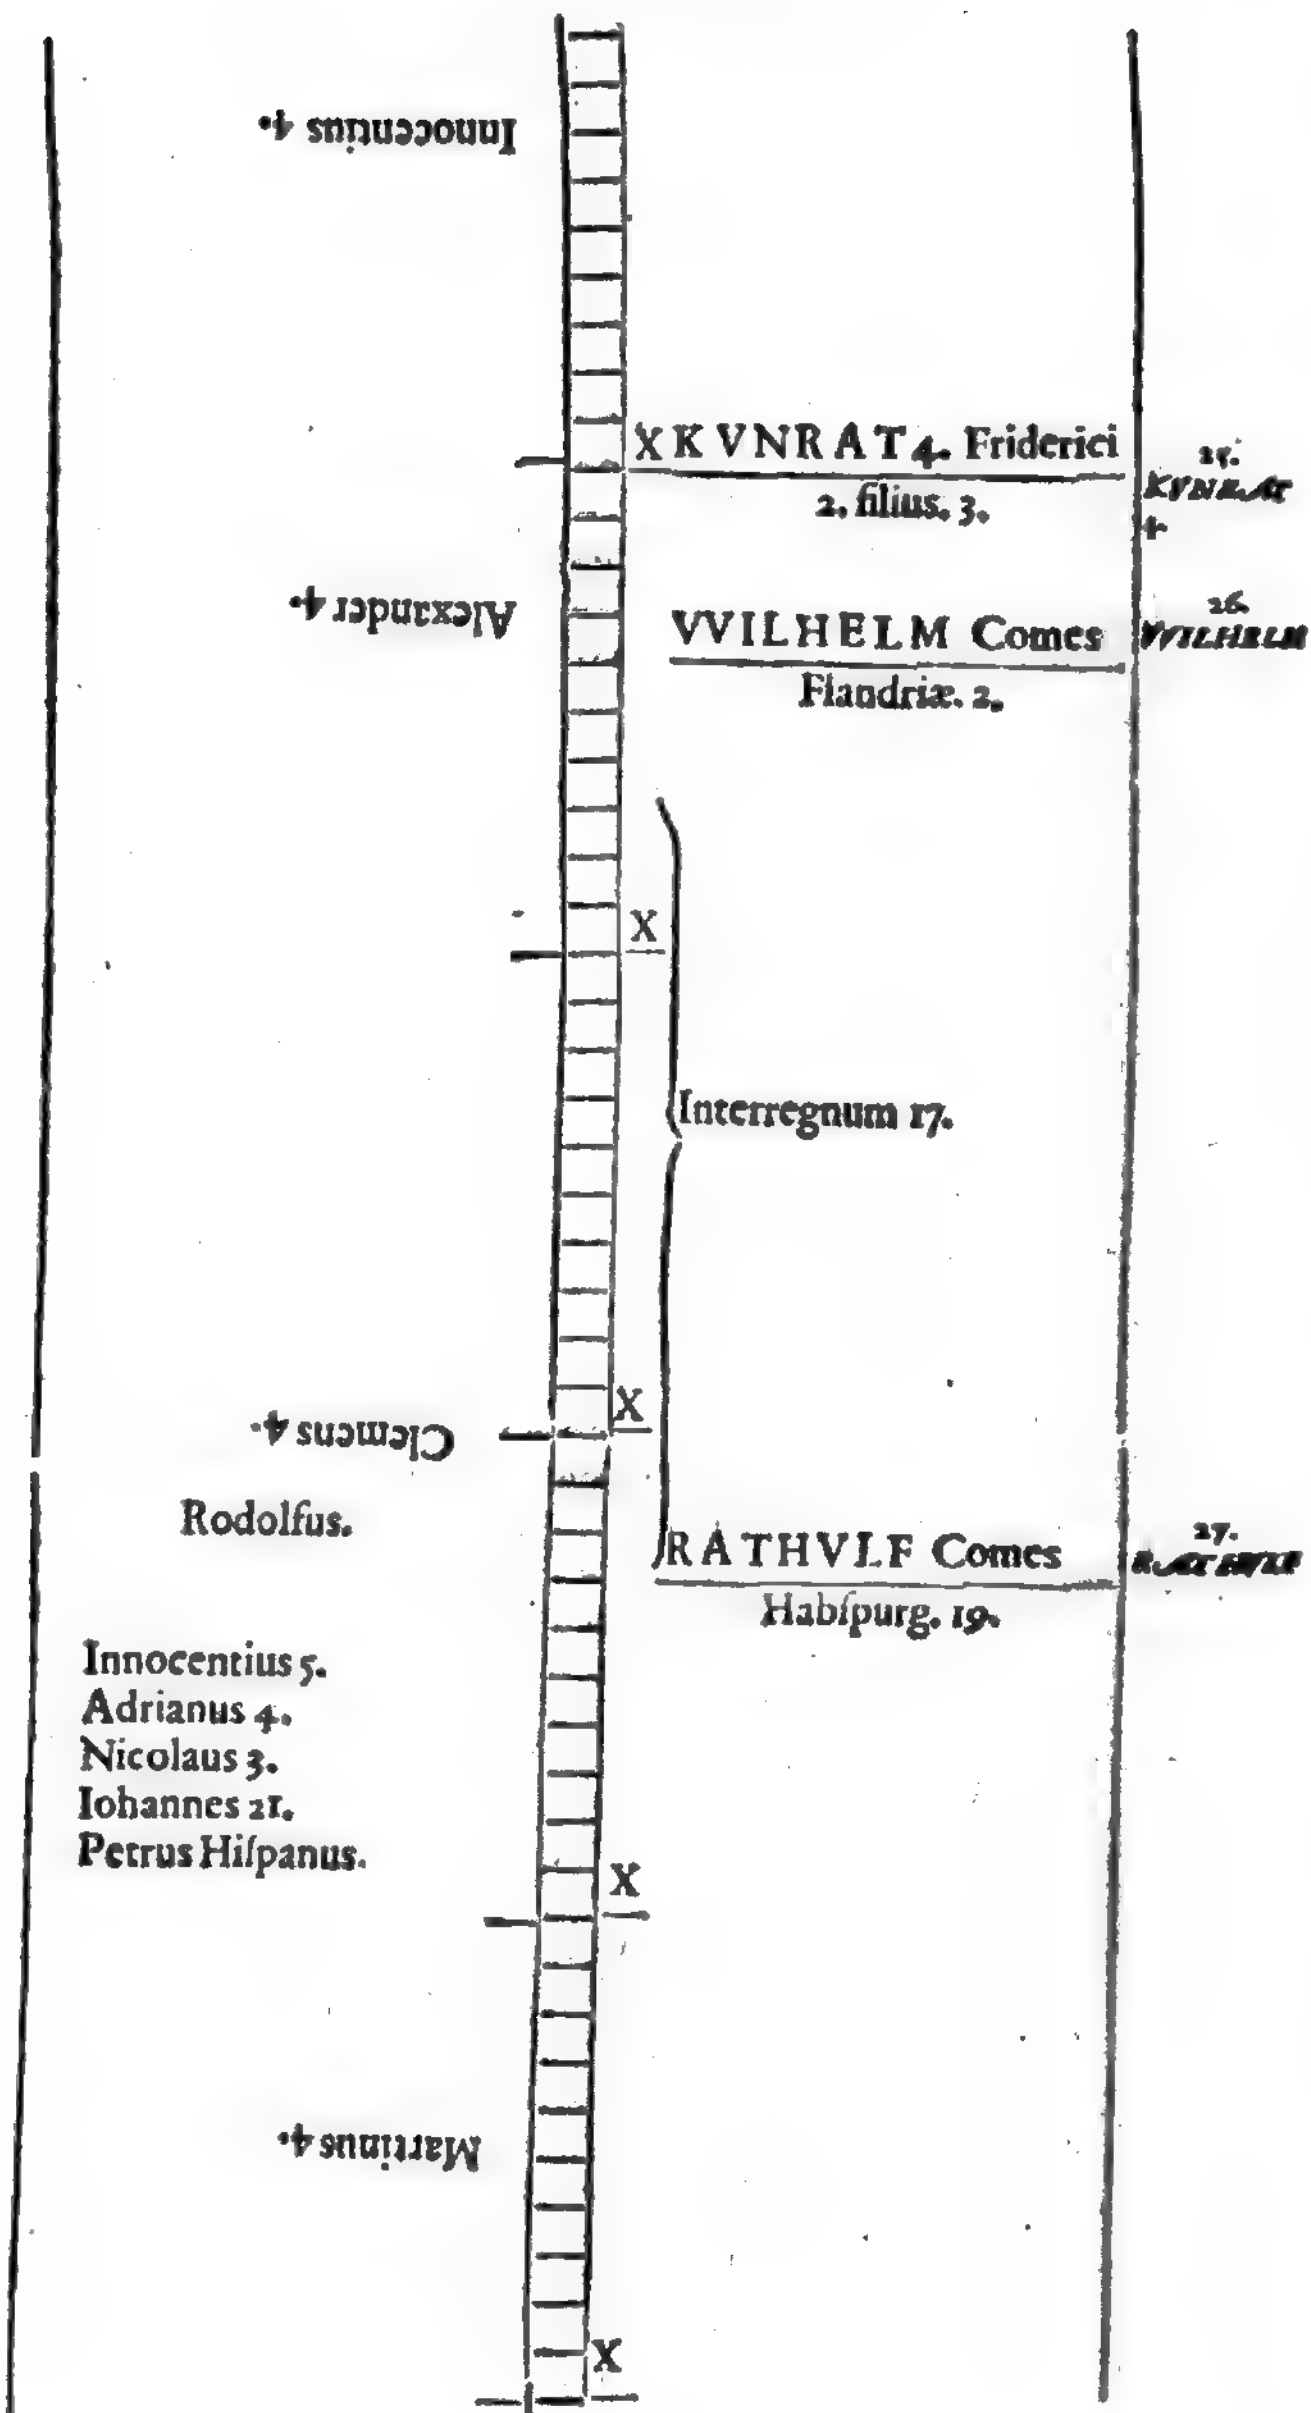 Innocentius 4.
X KVNRAT 4. Friderici
2. filius. 3.
25.
KVNRAT
4.
Alexander 4.
VVILHELM Comes
Flandriæ. 2.
26.
VVILHELM
X
Interregnum 17.
X
Clemens 4.
Rodolfus.
RATHVLF Comes
Habſpurg. 19.
27.
RATHVLF
Innocentius 5.
Adrianus 4.
Nicolaus 3.
Iohannes 21.
Petrus Hiſpanus.
X
Martinus 4.
X